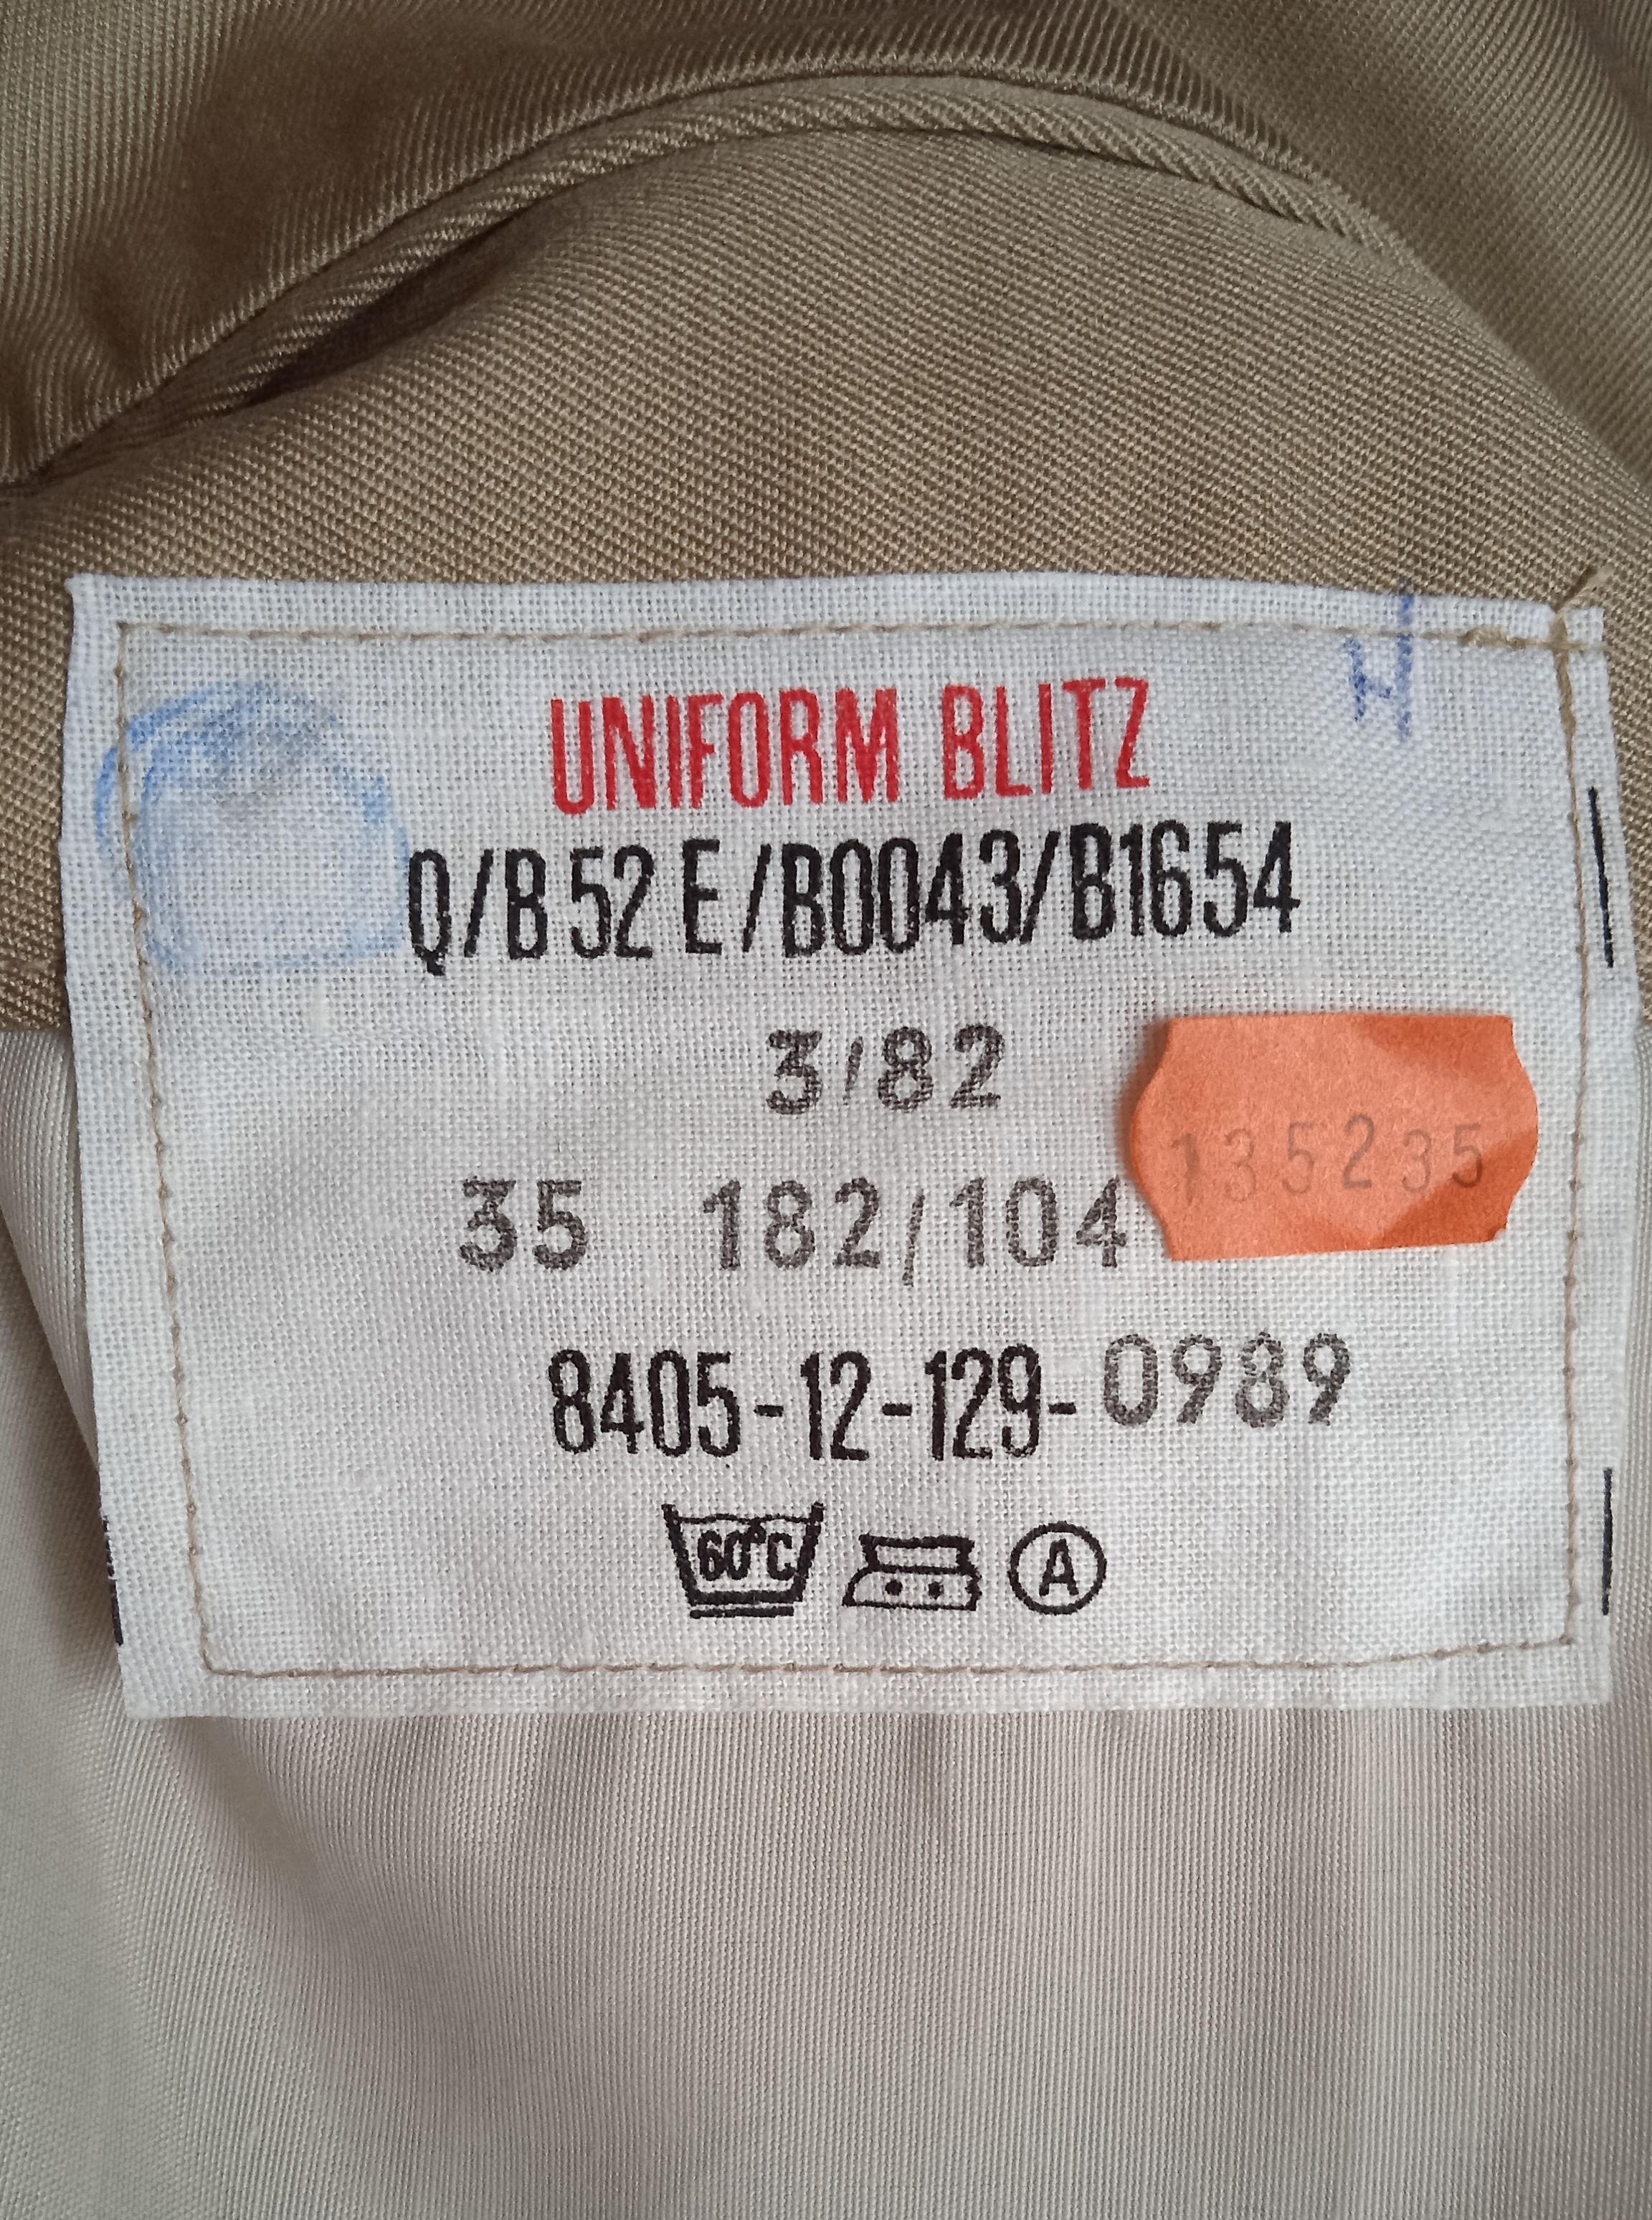 UNIFORM BLITZ
Q/B 52 E/B0043/B1654
3/82
135235
35 182/104
8405-12-129-0989
60°C
A